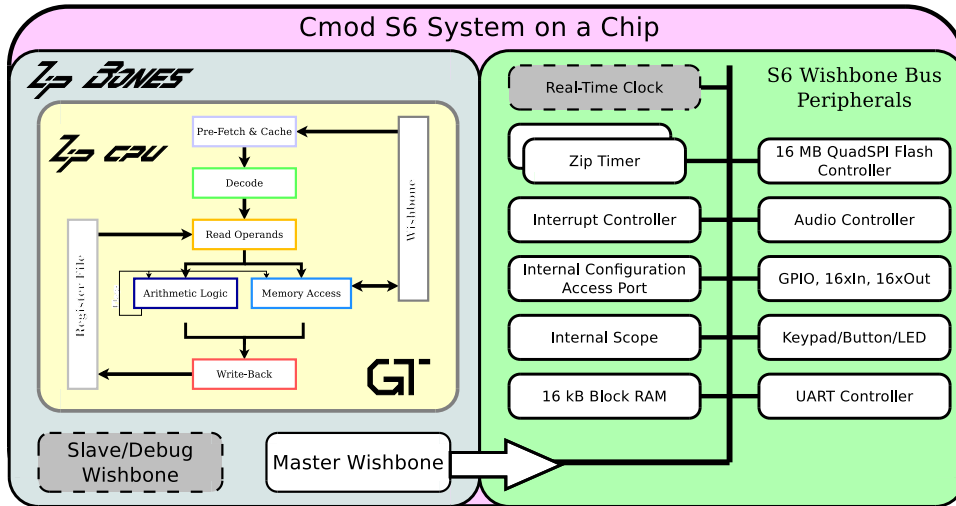 Cmod S6 System on a Chip
Zip Bones
Zip CPU
Pre-Fetch & Cache
Decode
Read Operands
Arithmetic Logic
Memory Access
Write-Back
Register File
Wishbone
GT
Slave/Debug
Wishbone
Master Wishbone
S6 Wishbone Bus
Peripherals
Real-Time Clock
Zip Timer
Interrupt Controller
Internal Configuration
Access Port
Internal Scope
16 kB Block RAM
16 MB QuadSPI Flash
Controller
Audio Controller
GPIO, 16xIn, 16xOut
Keypad/Button/LED
UART Controller